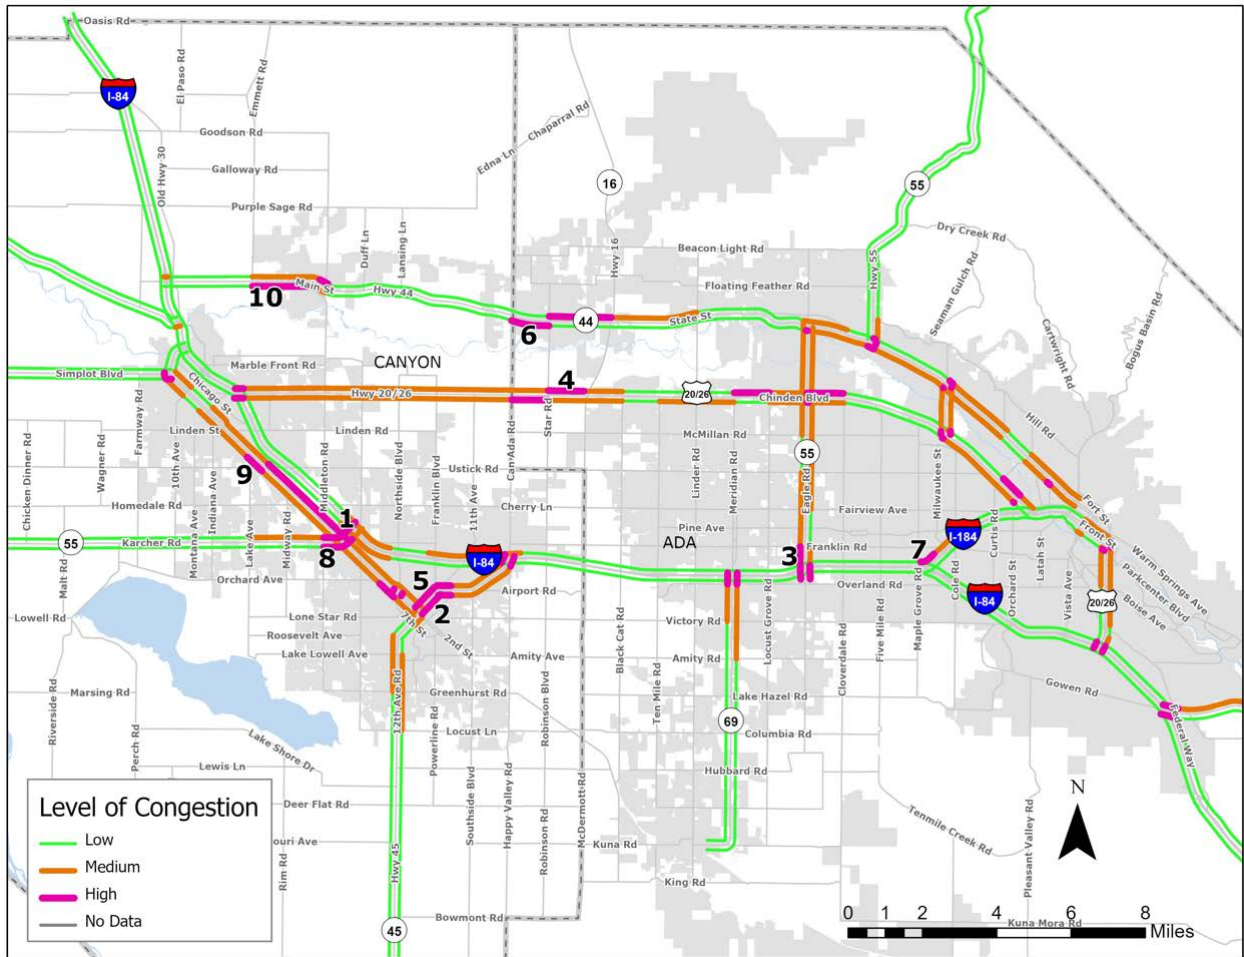 Oasis Rd
El Paso Rd
Emmett Rd
I-84
Goodson Rd
Chaparral Rd
Old Hwy 30
Galloway Rd
Edna Ln
16
55
Purple Sage Rd
Duff Ln
Lansing Ln
Hwy 16
Beacon Light Rd
Dry Creek Rd
Hwy 55
Seaman Gulch Rd
Bogus Basin Rd
Cartwright Rd
10
Main St
Hwy 44
Floating Feather Rd
6
44
State St
CANYON
Marble Front Rd
Simplot Blvd
Chicago St
4
Hwy 20/26
20/26
Chinden Blvd
Farmway Rd
Star Rd
Can-Ada Rd
Linden St
Linden Rd
McMillan Rd
Hill Rd
Chicken-Dinner Rd
Wagner Rd
10th Ave
Indiana Ave
Middleton Rd
Northside Blvd
Franklin Blvd
Ustick Rd
11th Ave
Linder Rd
Meridian Rd
55
Eagle Rd
Milwaukee St
9
Homedale Rd
Montana Ave
Lake Ave
Midway Rd
Cherry Ln
Fairview Ave
Fort St
1
Pine Ave
I-184
Curtis Rd
Front St
55
Karcher Rd
8
ADA
3
Franklin Rd
7
Latah St
Warm Springs Ave
I-84
Malt Rd
Orchard Ave
5
Airport Rd
Overland Rd
Cole Rd
Orchard St
Vista Ave
Parkcenter Blvd
Boise Ave
20/26
I-84
2
Lowell Rd
Lone Star Rd
7th St
2nd St
Black Cat Rd
Victory Rd
Locust Grove Rd
Five Mile Rd
Maple Grove Rd
Roosevelt Ave
Lake Lowell Ave
Amity Ave
Amity Rd
Cloverdale Rd
Marsing Rd
Riverside Rd
12th Ave Rd
Greenhurst Rd
Robinson Blvd
Ten Mile Rd
Lake Hazel Rd
Gowen Rd
Perch Rd
Powerline Rd
Locust Ln
69
Columbia Rd
Federal Way
Lake Shore Dr
Lewis Ln
Southside Blvd
Happy Valley Rd
Robinson Rd
McDermott Rd
Hubbard Rd
N
Level of Congestion
Low
Medium
High
No Data
Deer Flat Rd
ouri Ave
Rim Rd
Hwy 45
Kuna Rd
Tenmile Creek Rd
Pleasant Valley Rd
King Rd
Bowmont Rd
45
Kuna Mora Rd
0 1 2 4 6 8
Miles